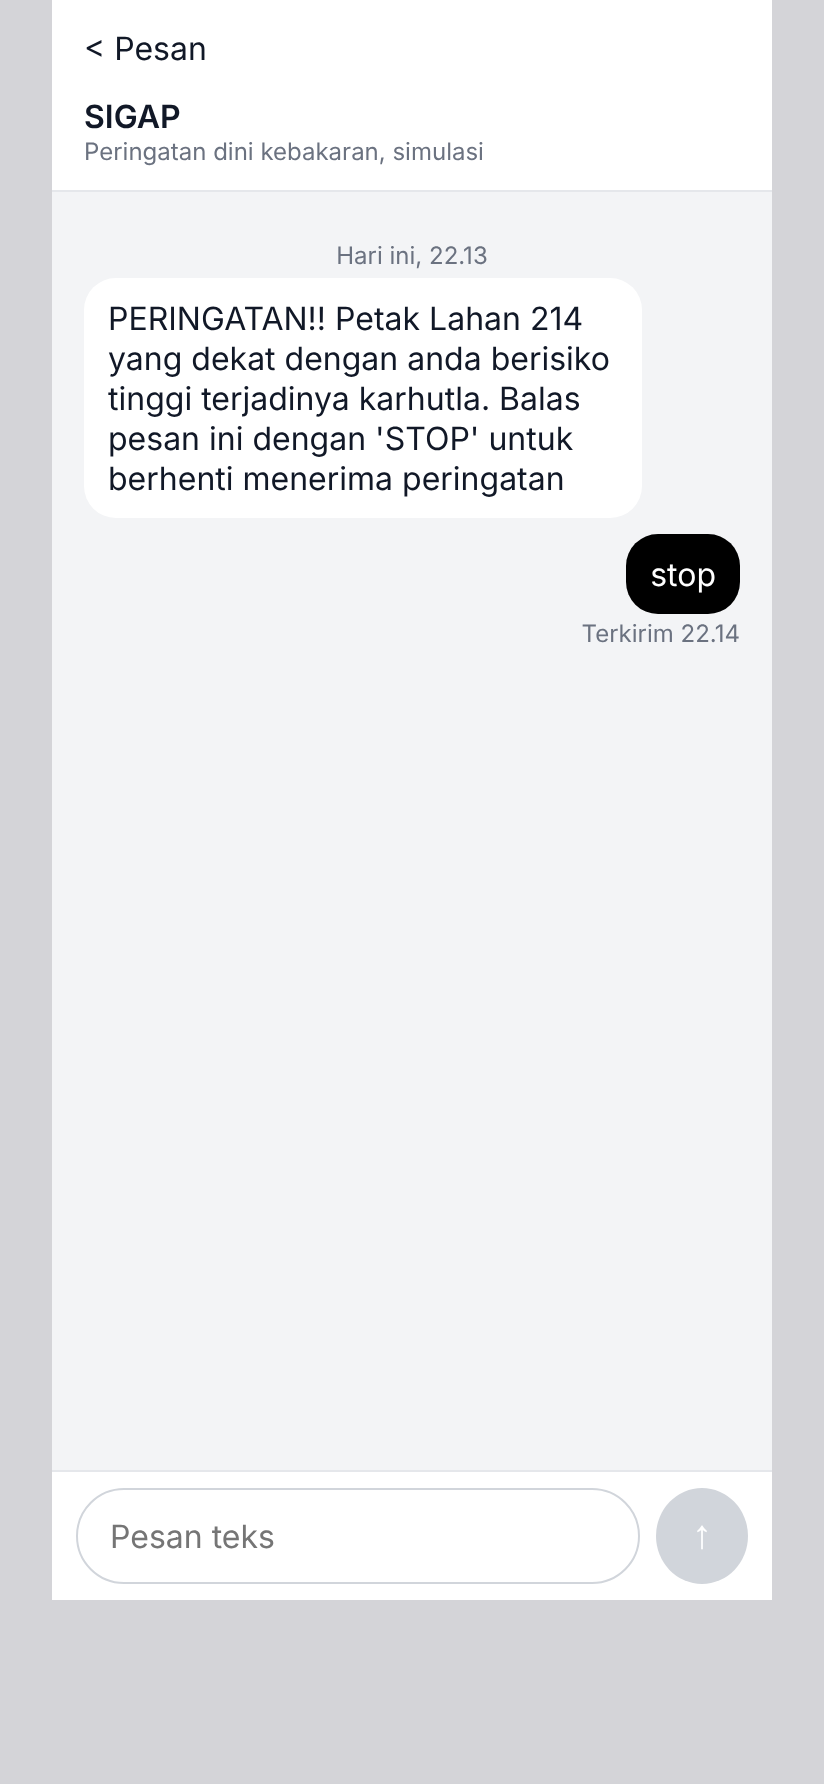 < Pesan
SIGAP
Peringatan dini kebakaran, simulasi
Hari ini, 22.13
PERINGATAN!! Petak Lahan 214
yang dekat dengan anda berisiko
tinggi terjadinya karhutla. Balas
pesan ini dengan 'STOP' untuk
berhenti menerima peringatan
stop
Terkirim 22.14
Pesan teks
↑